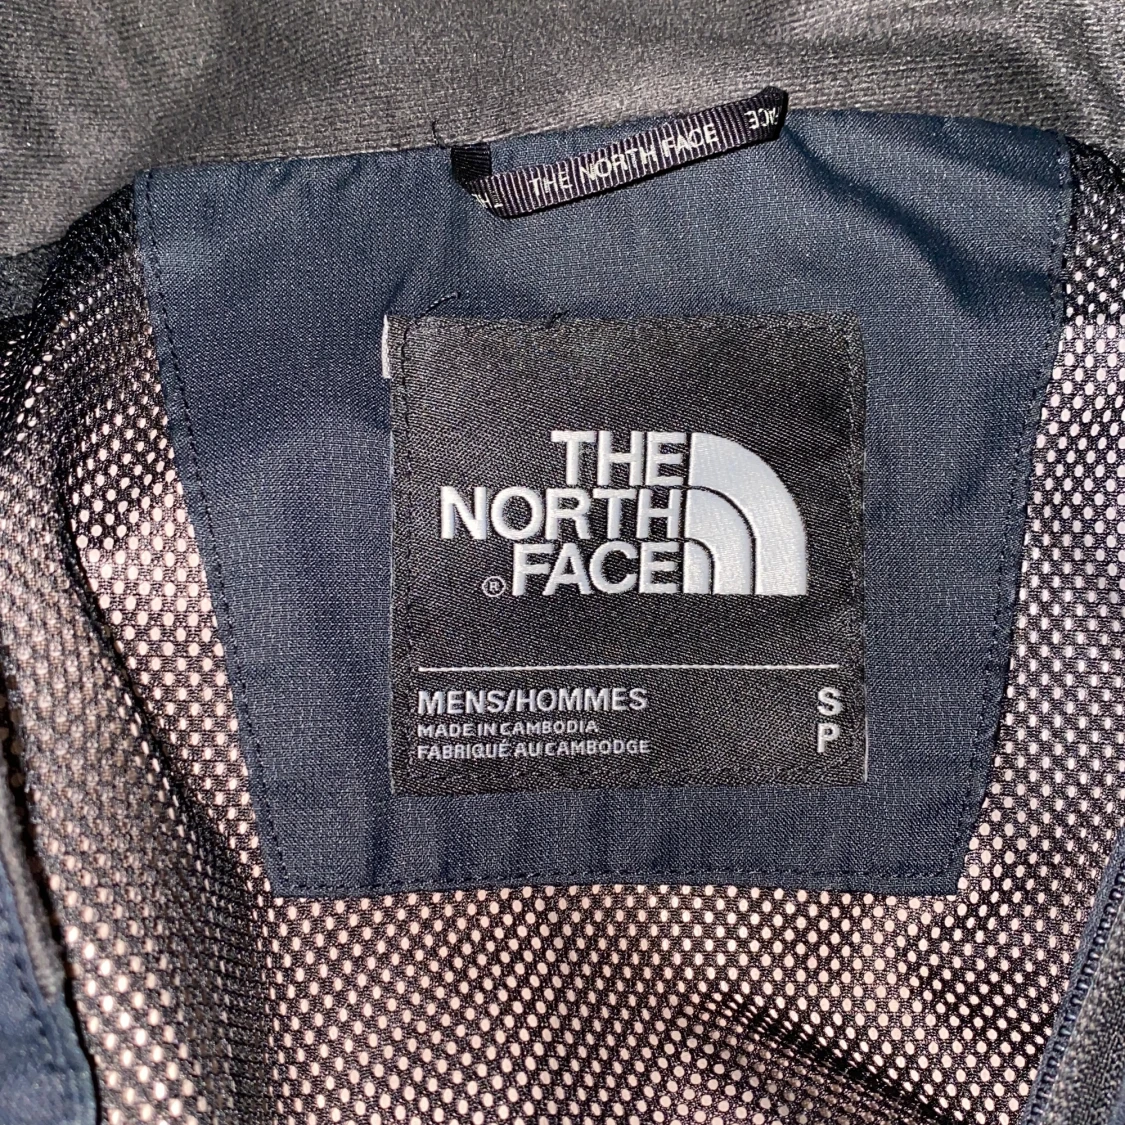 THE NORTH FACE
THE
NORTH
FACE
®
MENS/HOMMES S
MADE IN CAMBODIA
FABRIQUÉ AU CAMBODGE P